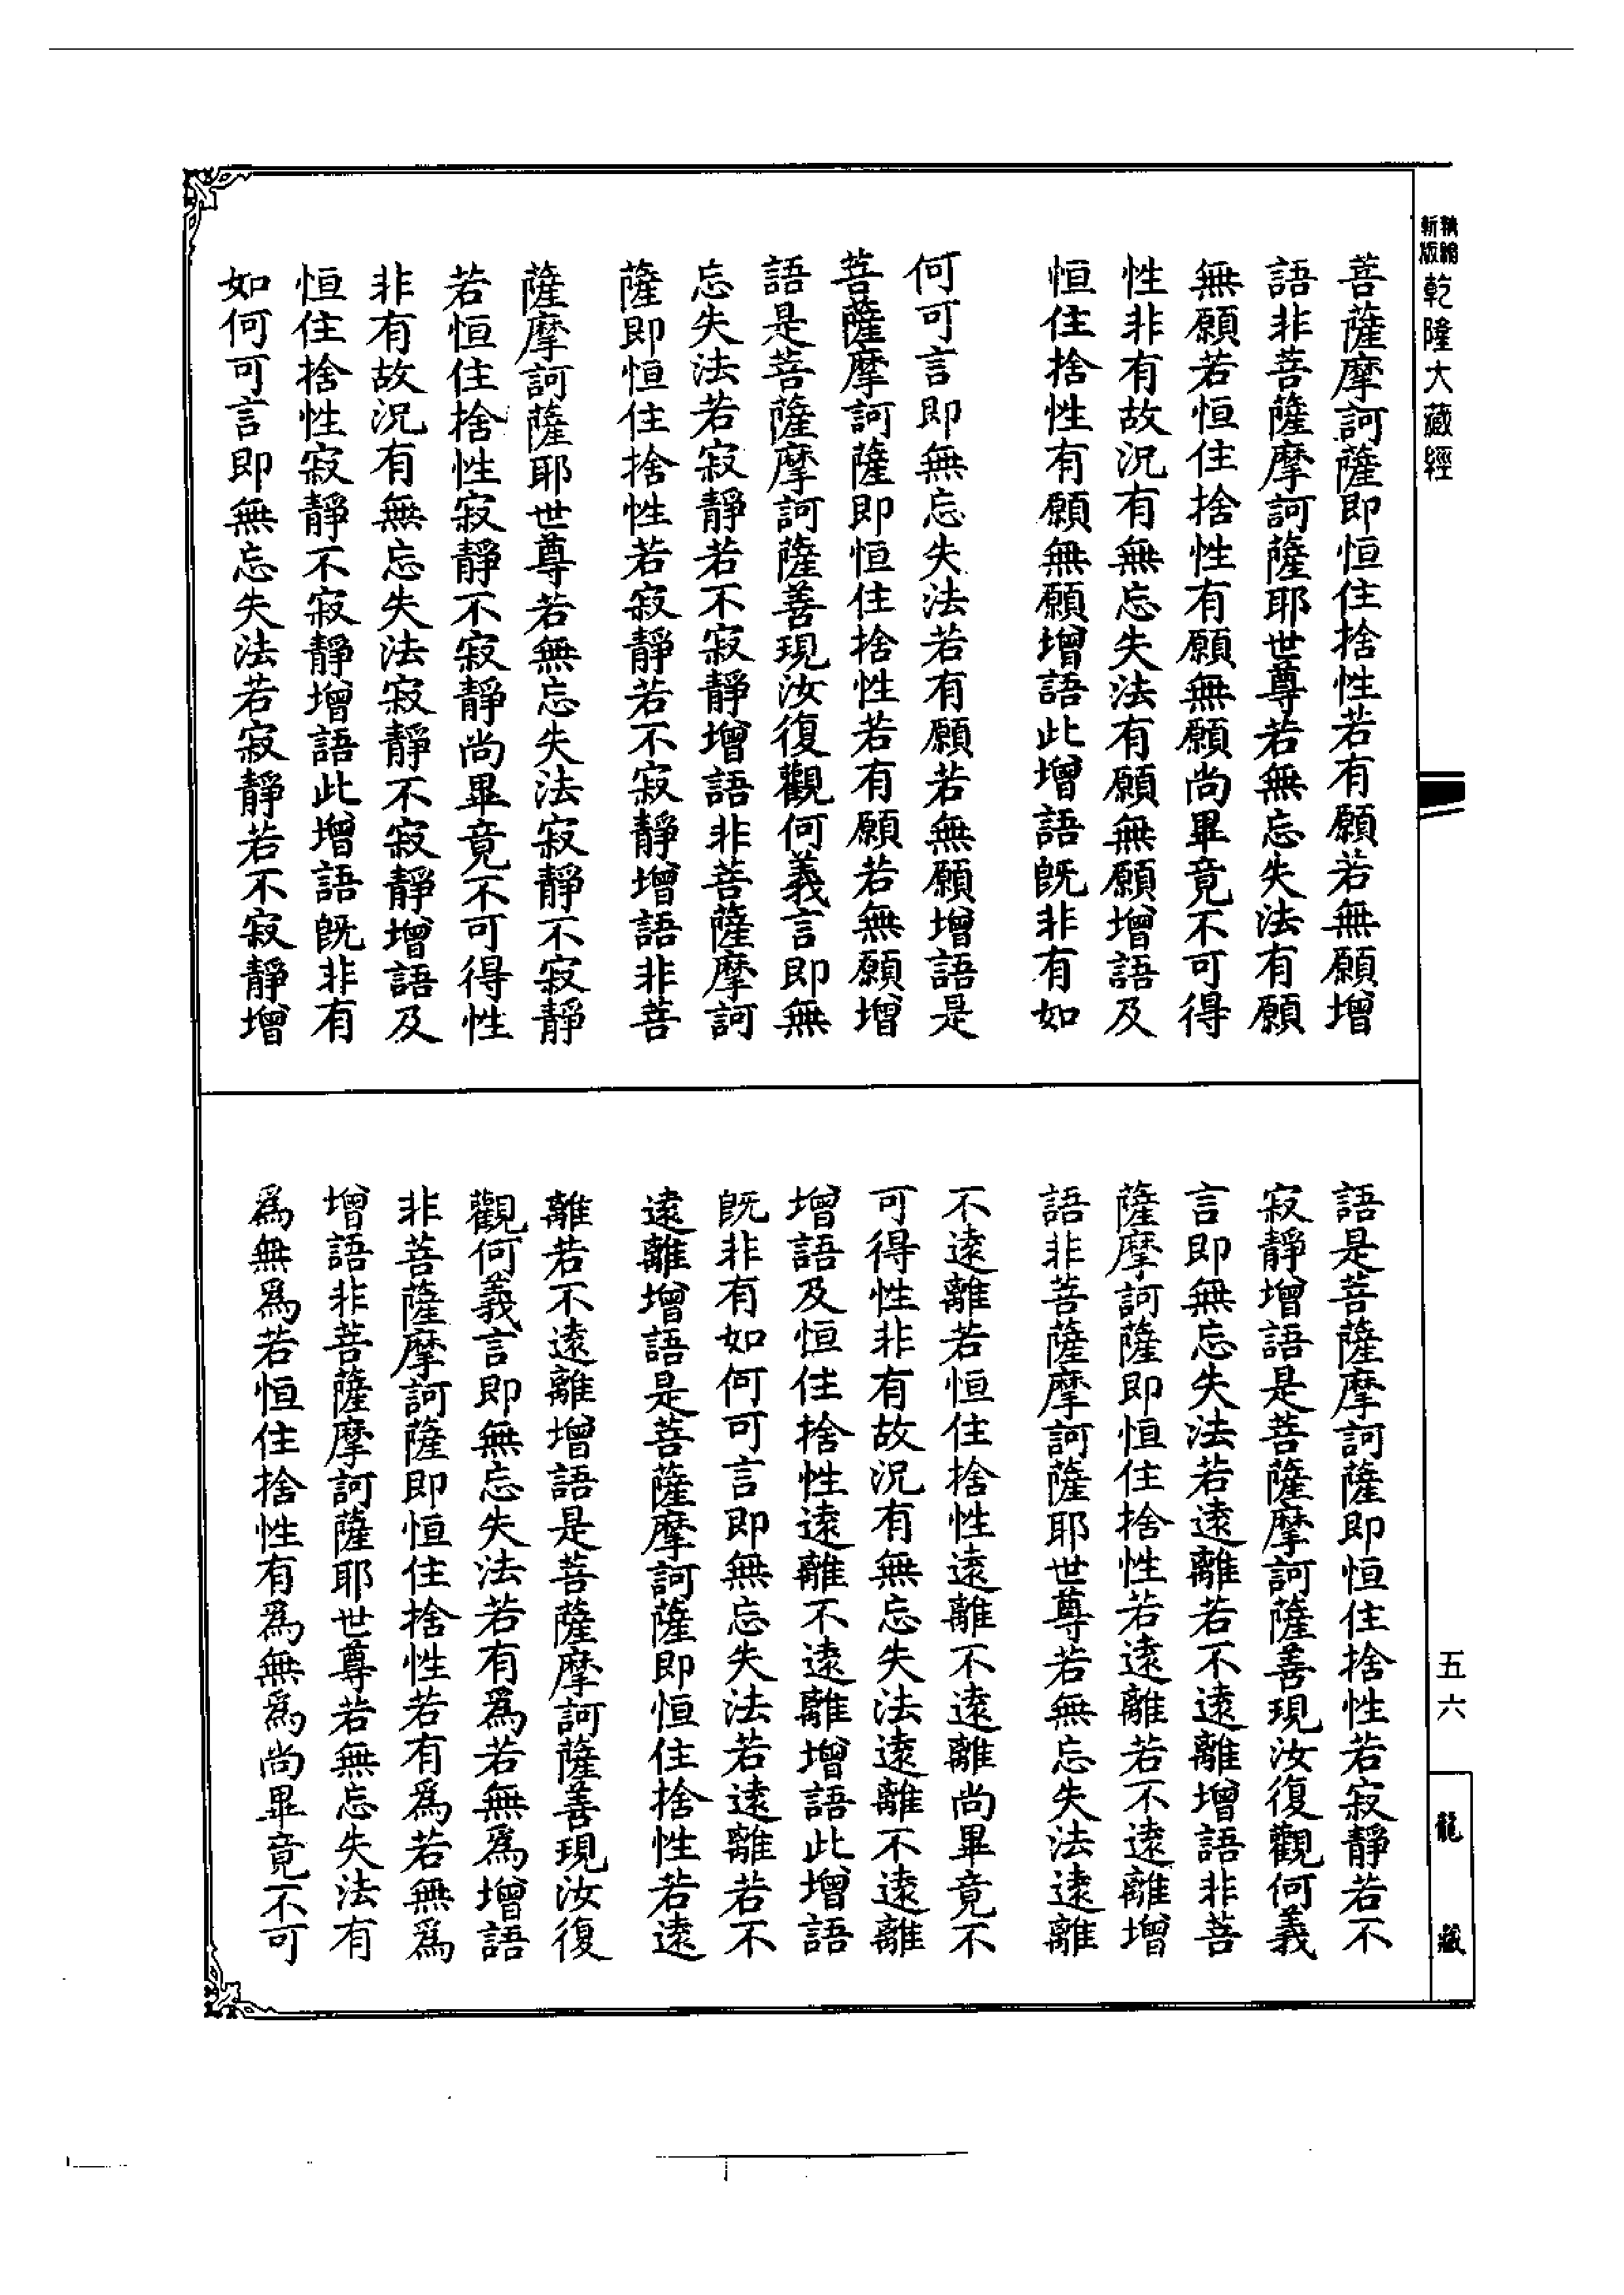 精縮新版乾隆大藏經
菩薩摩訶薩即恒住捨性若有願若無願增
語非菩薩摩訶薩耶世尊若無忘失法有願
無願若恒住捨性有願無願尚畢竟不可得
性非有故況有無忘失法有願無願增語及
恒住捨性有願無願增語此增語旣非有如
何可言即無忘失法若有願若無願增語是
菩薩摩訶薩即恒住捨性若有願若無願增
語是菩薩摩訶薩善現汝復觀何義言即無
忘失法若寂靜若不寂靜增語非菩薩摩訶
薩即恒住捨性若寂靜若不寂靜增語非菩
薩摩訶薩耶世尊若無忘失法寂靜不寂靜
若恒住捨性寂靜不寂靜尚畢竟不可得性
非有故況有無忘失法寂靜不寂靜增語及
恒住捨性寂靜不寂靜增語此增語旣非有
如何可言即無忘失法若寂靜若不寂靜增
語是菩薩摩訶薩即恒住捨性若寂靜若不
寂靜增語是菩薩摩訶薩善現汝復觀何義
言即無忘失法若遠離若不遠離增語非菩
薩摩訶薩即恒住捨性若遠離若不遠離增
語非菩薩摩訶薩耶世尊若無忘失法遠離
不遠離若恒住捨性遠離不遠離尚畢竟不
可得性非有故況有無忘失法遠離不遠離
增語及恒住捨性遠離不遠離增語此增語
旣非有如何可言即無忘失法若遠離若不
遠離增語是菩薩摩訶薩即恒住捨性若遠
離若不遠離增語是菩薩摩訶薩善現汝復
觀何義言即無忘失法若有爲若無爲增語
非菩薩摩訶薩即恒住捨性若有爲若無爲
增語非菩薩摩訶薩耶世尊若無忘失法有
爲無爲若恒住捨性有爲無爲尚畢竟不可
五六
龍藏